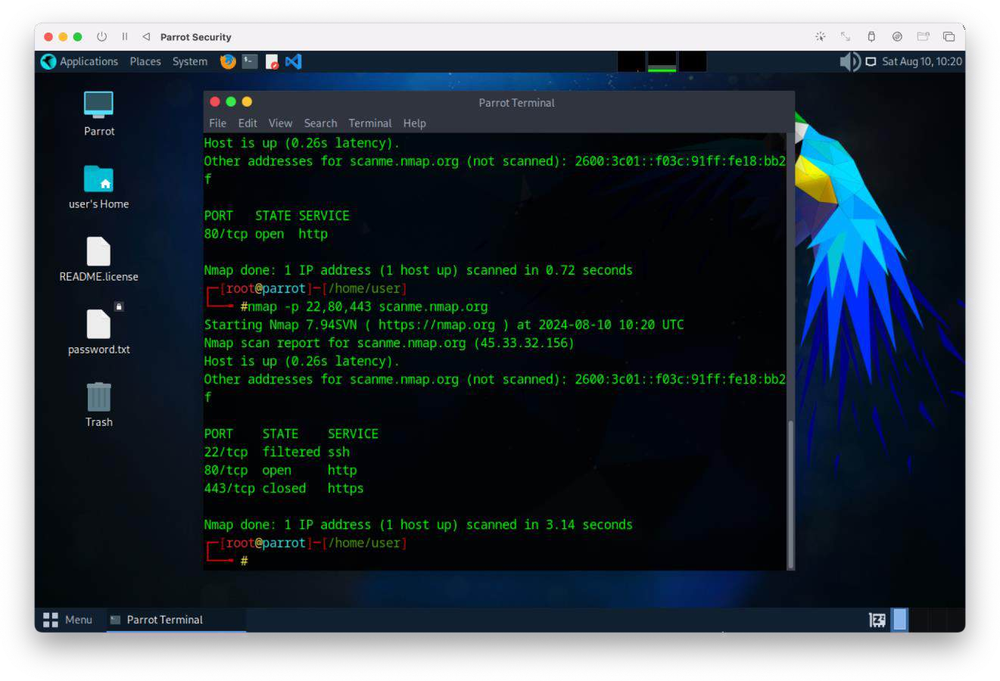 Parrot Security
Applications Places System
Sat Aug 10, 10:20
Parrot
user's Home
README.license
password.txt
Trash
Parrot Terminal
File Edit View Search Terminal Help
Host is up (0.26s latency).
Other addresses for scanme.nmap.org (not scanned): 2600:3c01::f03c:91ff:fe18:bb2
f
PORT STATE SERVICE
80/tcp open http
Nmap done: 1 IP address (1 host up) scanned in 0.72 seconds
[root@parrot]-[/home/user]
#nmap -p 22,80,443 scanme.nmap.org
Starting Nmap 7.94SVN ( https://nmap.org ) at 2024-08-10 10:20 UTC
Nmap scan report for scanme.nmap.org (45.33.32.156)
Host is up (0.26s latency).
Other addresses for scanme.nmap.org (not scanned): 2600:3c01::f03c:91ff:fe18:bb2
f
PORT STATE SERVICE
22/tcp filtered ssh
80/tcp open http
443/tcp closed https
Nmap done: 1 IP address (1 host up) scanned in 3.14 seconds
[root@parrot]-[/home/user]
#
Menu Parrot Terminal